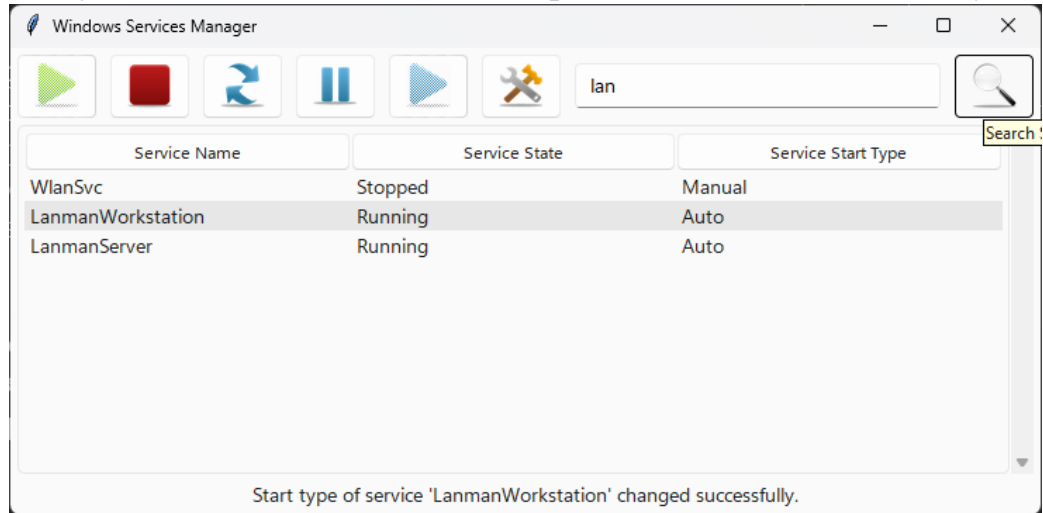 Windows Services Manager
lan
Search
Service Name Service State Service Start Type
WlanSvc Stopped Manual
LanmanWorkstation Running Auto
LanmanServer Running Auto
Start type of service 'LanmanWorkstation' changed successfully.